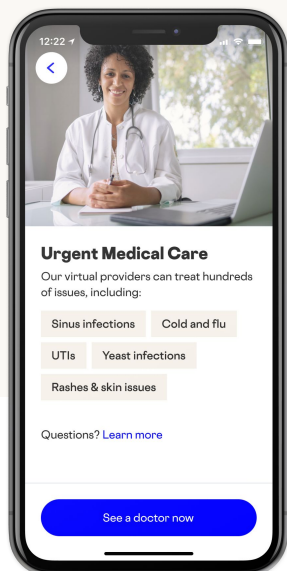 12:22
Urgent Medical Care
Our virtual providers can treat hundreds
of issues, including:
Sinus infections Cold and flu
UTIs Yeast infections
Rashes & skin issues
Questions? Learn more
See a doctor now